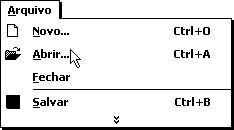 Arquivo
Novo... Ctrl+O
Abrir... Ctrl+A
Fechar
Salvar Ctrl+B